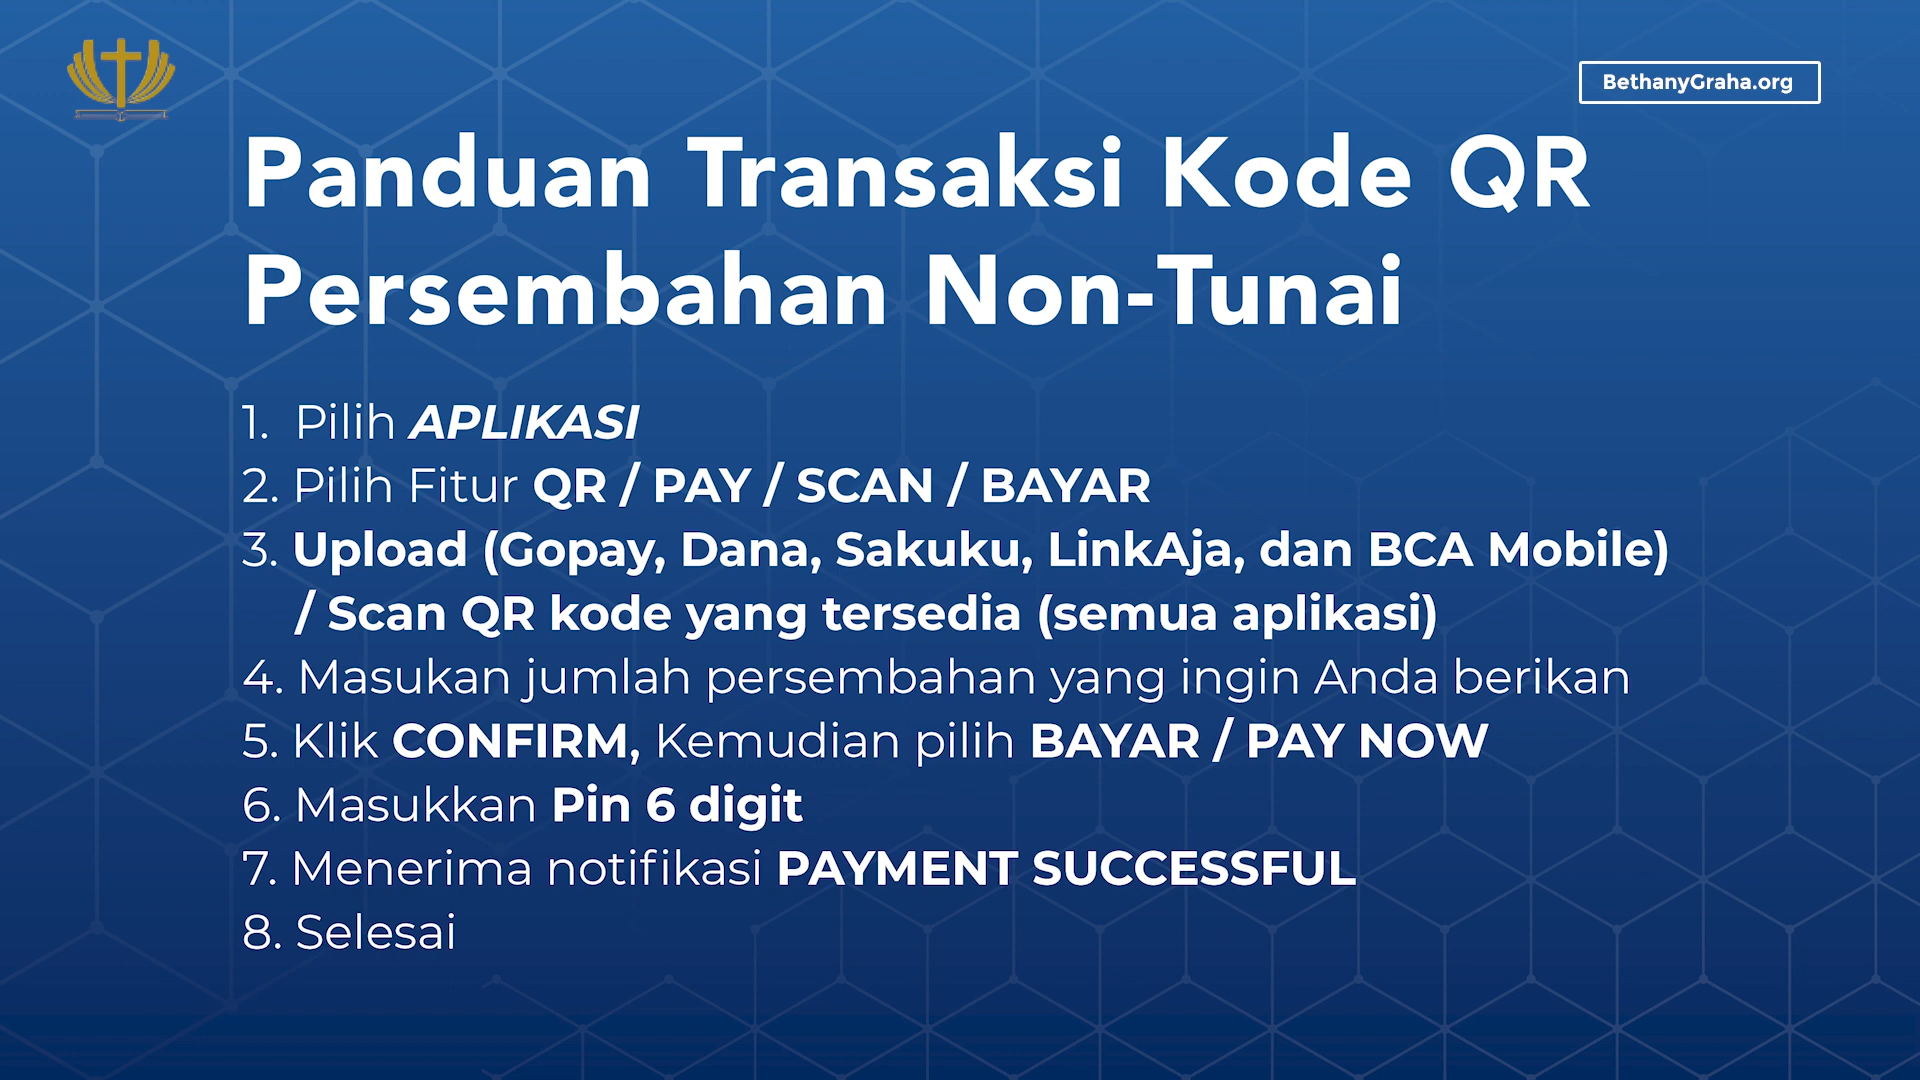 BethanyGraha.org
Panduan Transaksi Kode QR
Persembahan Non-Tunai
1. Pilih APLIKASI
2. Pilih Fitur QR / PAY / SCAN / BAYAR
3. Upload (Gopay, Dana, Sakuku, LinkAja, dan BCA Mobile)
/ Scan QR kode yang tersedia (semua aplikasi)
4. Masukan jumlah persembahan yang ingin Anda berikan
5. Klik CONFIRM, Kemudian pilih BAYAR / PAY NOW
6. Masukkan Pin 6 digit
7. Menerima notifikasi PAYMENT SUCCESSFUL
8. Selesai